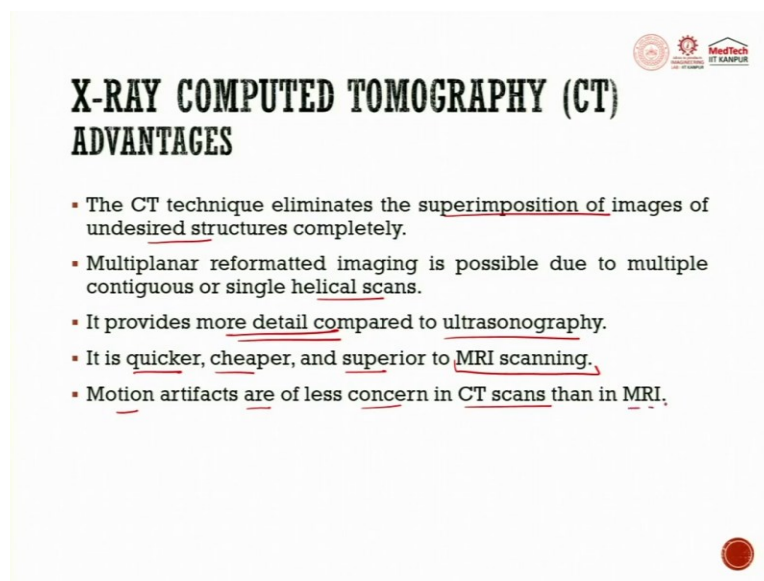 MedTech
IIT KANPUR
X-RAY COMPUTED TOMOGRAPHY (CT)
ADVANTAGES
▪ The CT technique eliminates the superimposition of images of
undesired structures completely.
▪ Multiplanar reformatted imaging is possible due to multiple
contiguous or single helical scans.
▪ It provides more detail compared to ultrasonography.
▪ It is quicker, cheaper, and superior to MRI scanning.
▪ Motion artifacts are of less concern in CT scans than in MRI.